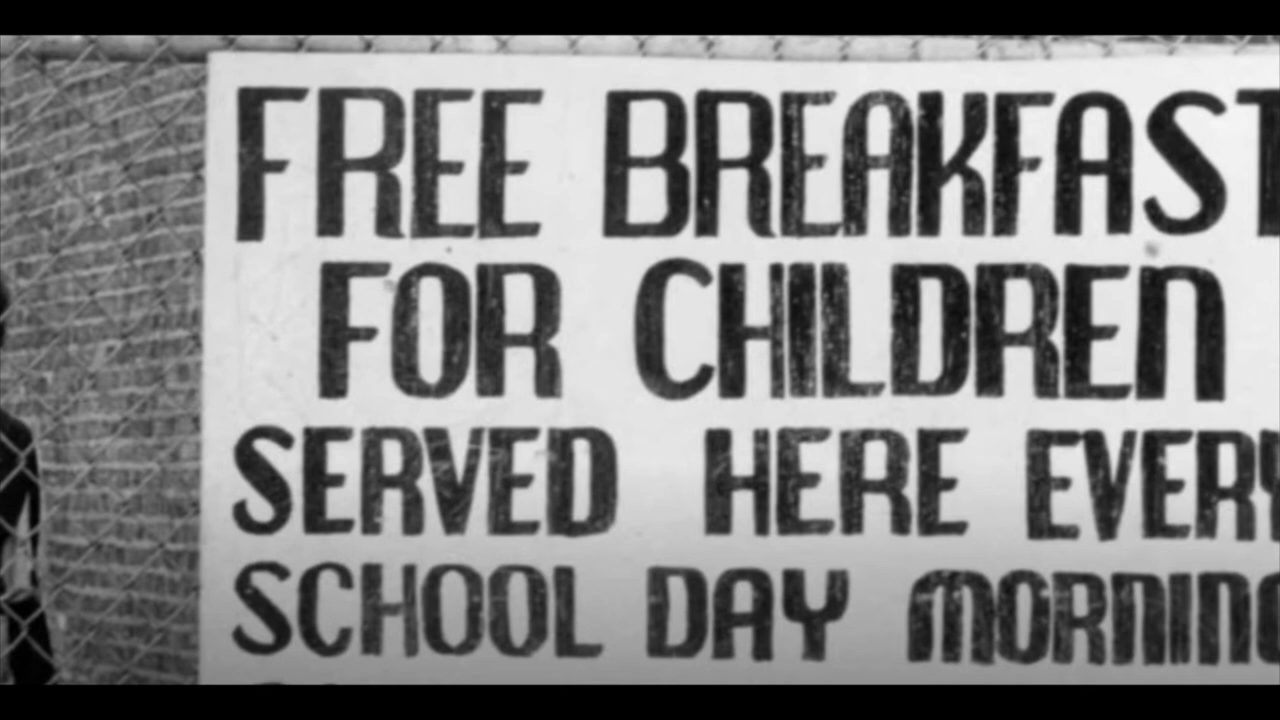 FREE BREAKFAST
FOR CHILDREN
SERVED HERE EVERY
SCHOOL DAY MORNING